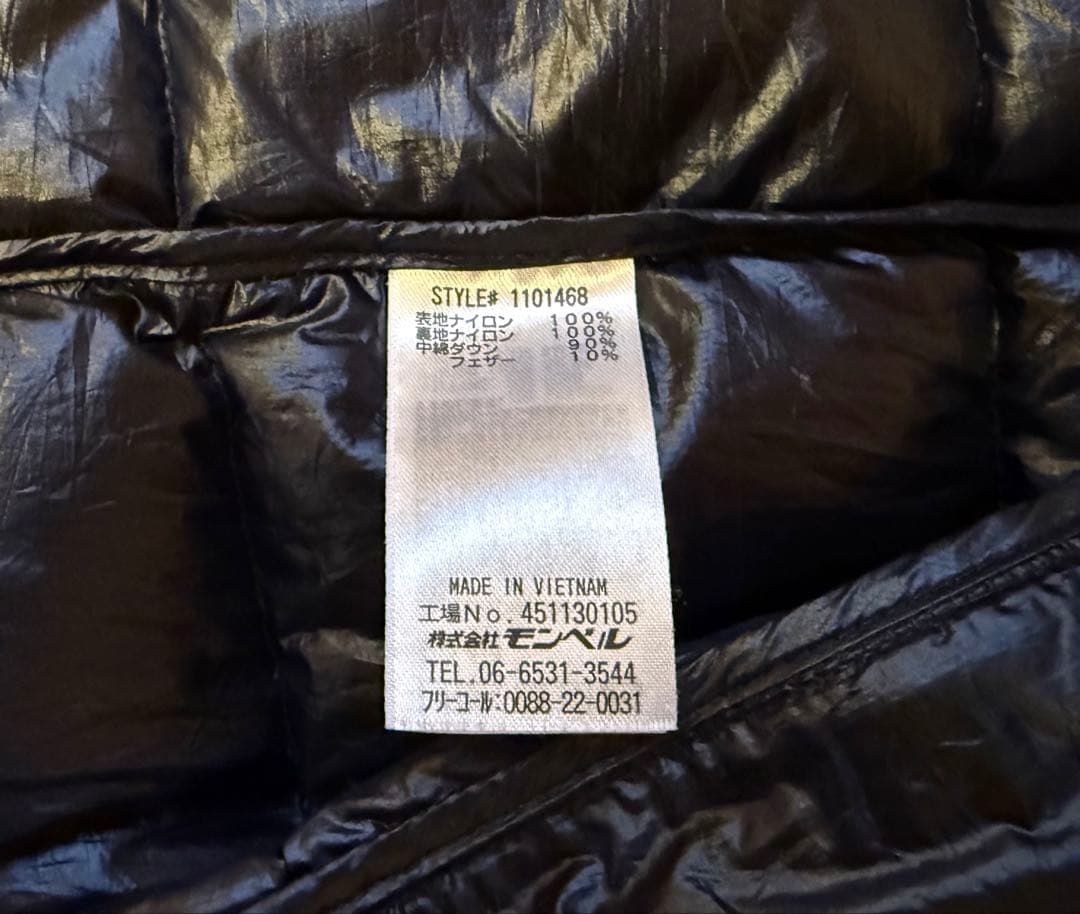 STYLE# 1101468
表地ナイロン 100%
裏地ナイロン 100%
中綿ダウン 90%
フェザー 10%
MADE IN VIETNAM
工場No. 451130105
株式会社モンベル
TEL.06-6531-3544
フリーコール:0088-22-0031